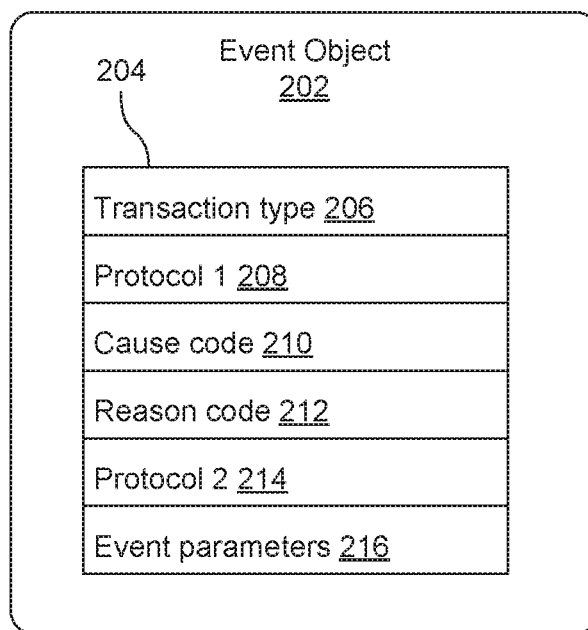 Event Object
202
204
Transaction type 206
Protocol 1 208
Cause code 210
Reason code 212
Protocol 2 214
Event parameters 216